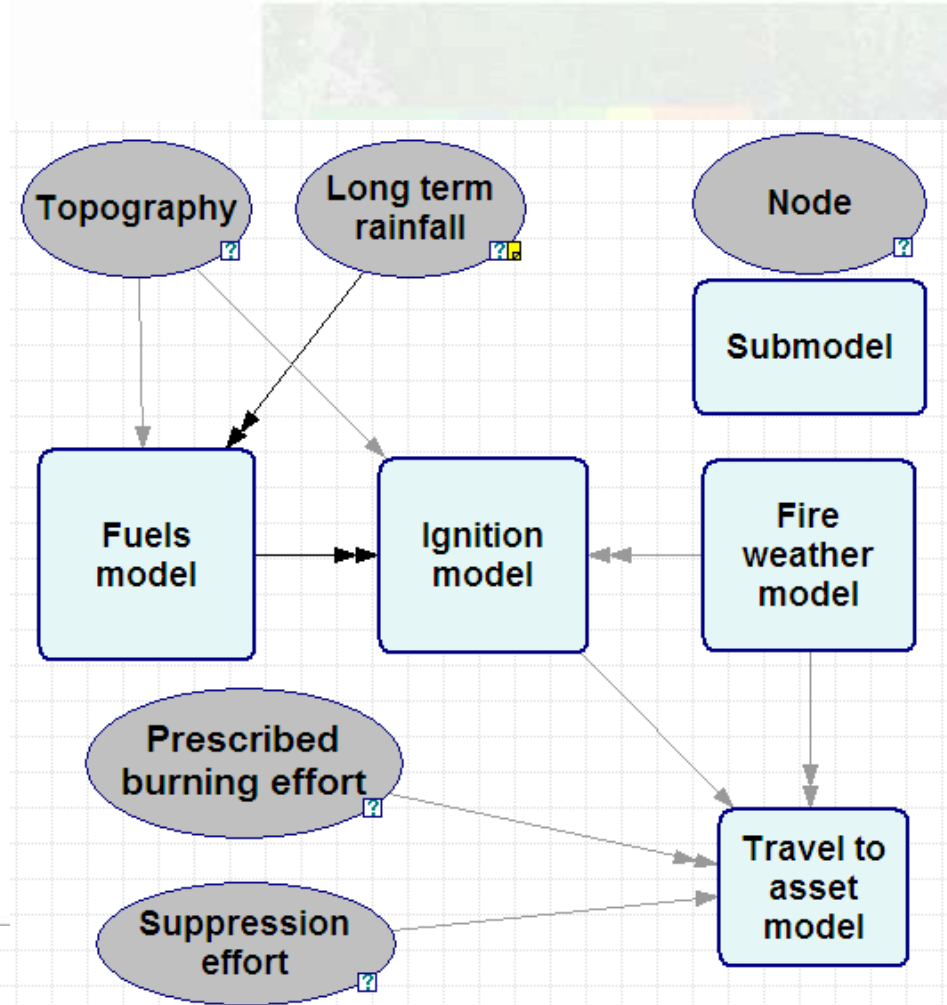 Topography
Long term
rainfall
Node
Submodel
Fuels
model
Ignition
model
Fire
weather
model
Prescribed
burning effort
Travel to
asset
model
Suppression
effort
?
?
?
?
?